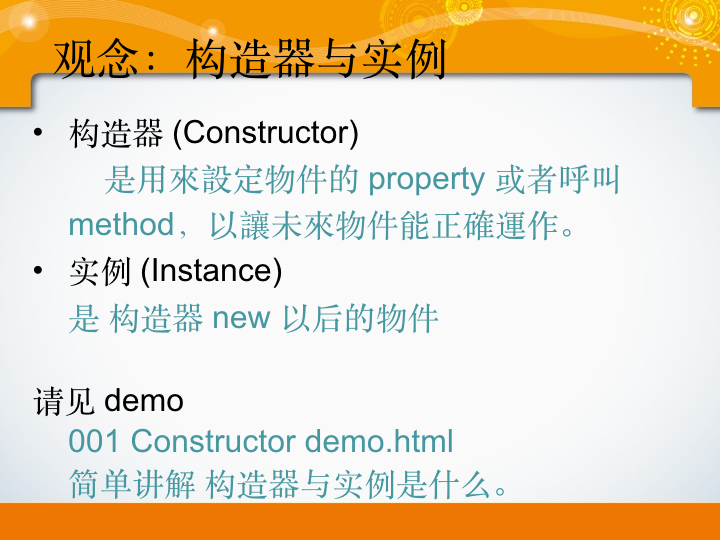 观念：构造器与实例
• 构造器 (Constructor)
是用來設定物件的 property 或者呼叫
method，以讓未來物件能正確運作。
• 实例 (Instance)
是 构造器 new 以后的物件
请见 demo
001 Constructor demo.html
简单讲解 构造器与实例是什么。